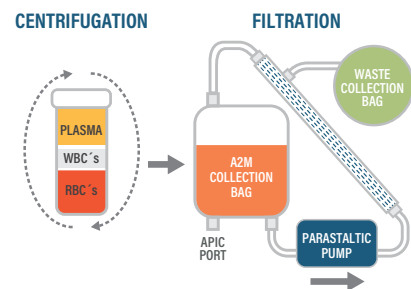 CENTRIFUGATION
FILTRATION
PLASMA
WBC´s
RBC´s
WASTE
COLLECTION
BAG
A2M
COLLECTION
BAG
APIC
PORT
PARASTALTIC
PUMP